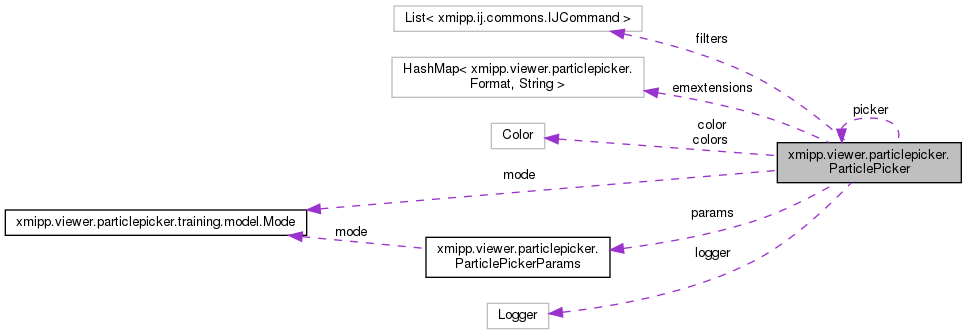 List< xmipp.ij.commons.IJCommand >
filters
HashMap< xmipp.viewer.particlepicker.
Format, String >
emextensions
picker
Color
color
colors
xmipp.viewer.particlepicker.
ParticlePicker
mode
xmipp.viewer.particlepicker.training.model.Mode
mode
params
xmipp.viewer.particlepicker.
ParticlePickerParams
logger
Logger